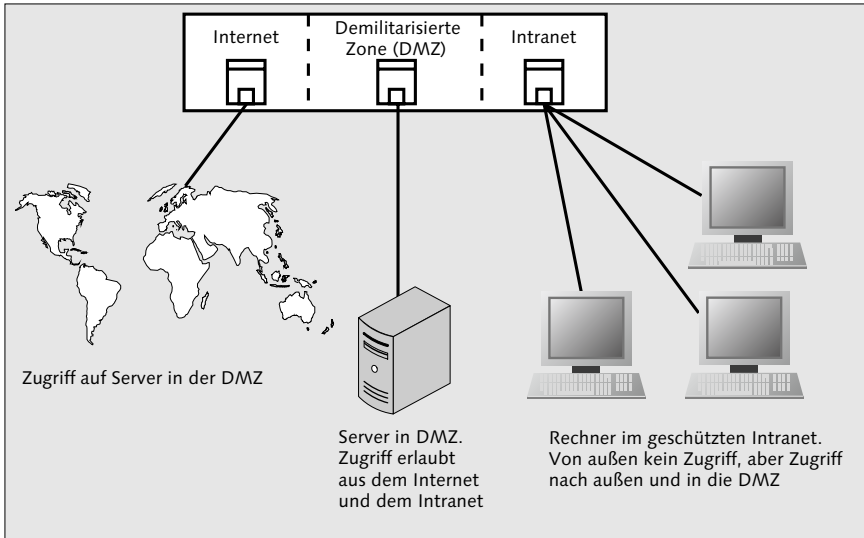 Internet
Demilitarisierte
Zone (DMZ)
Intranet
Zugriff auf Server in der DMZ
Server in DMZ.
Zugriff erlaubt
aus dem Internet
und dem Intranet
Rechner im geschützten Intranet.
Von außen kein Zugriff, aber Zugriff
nach außen und in die DMZ